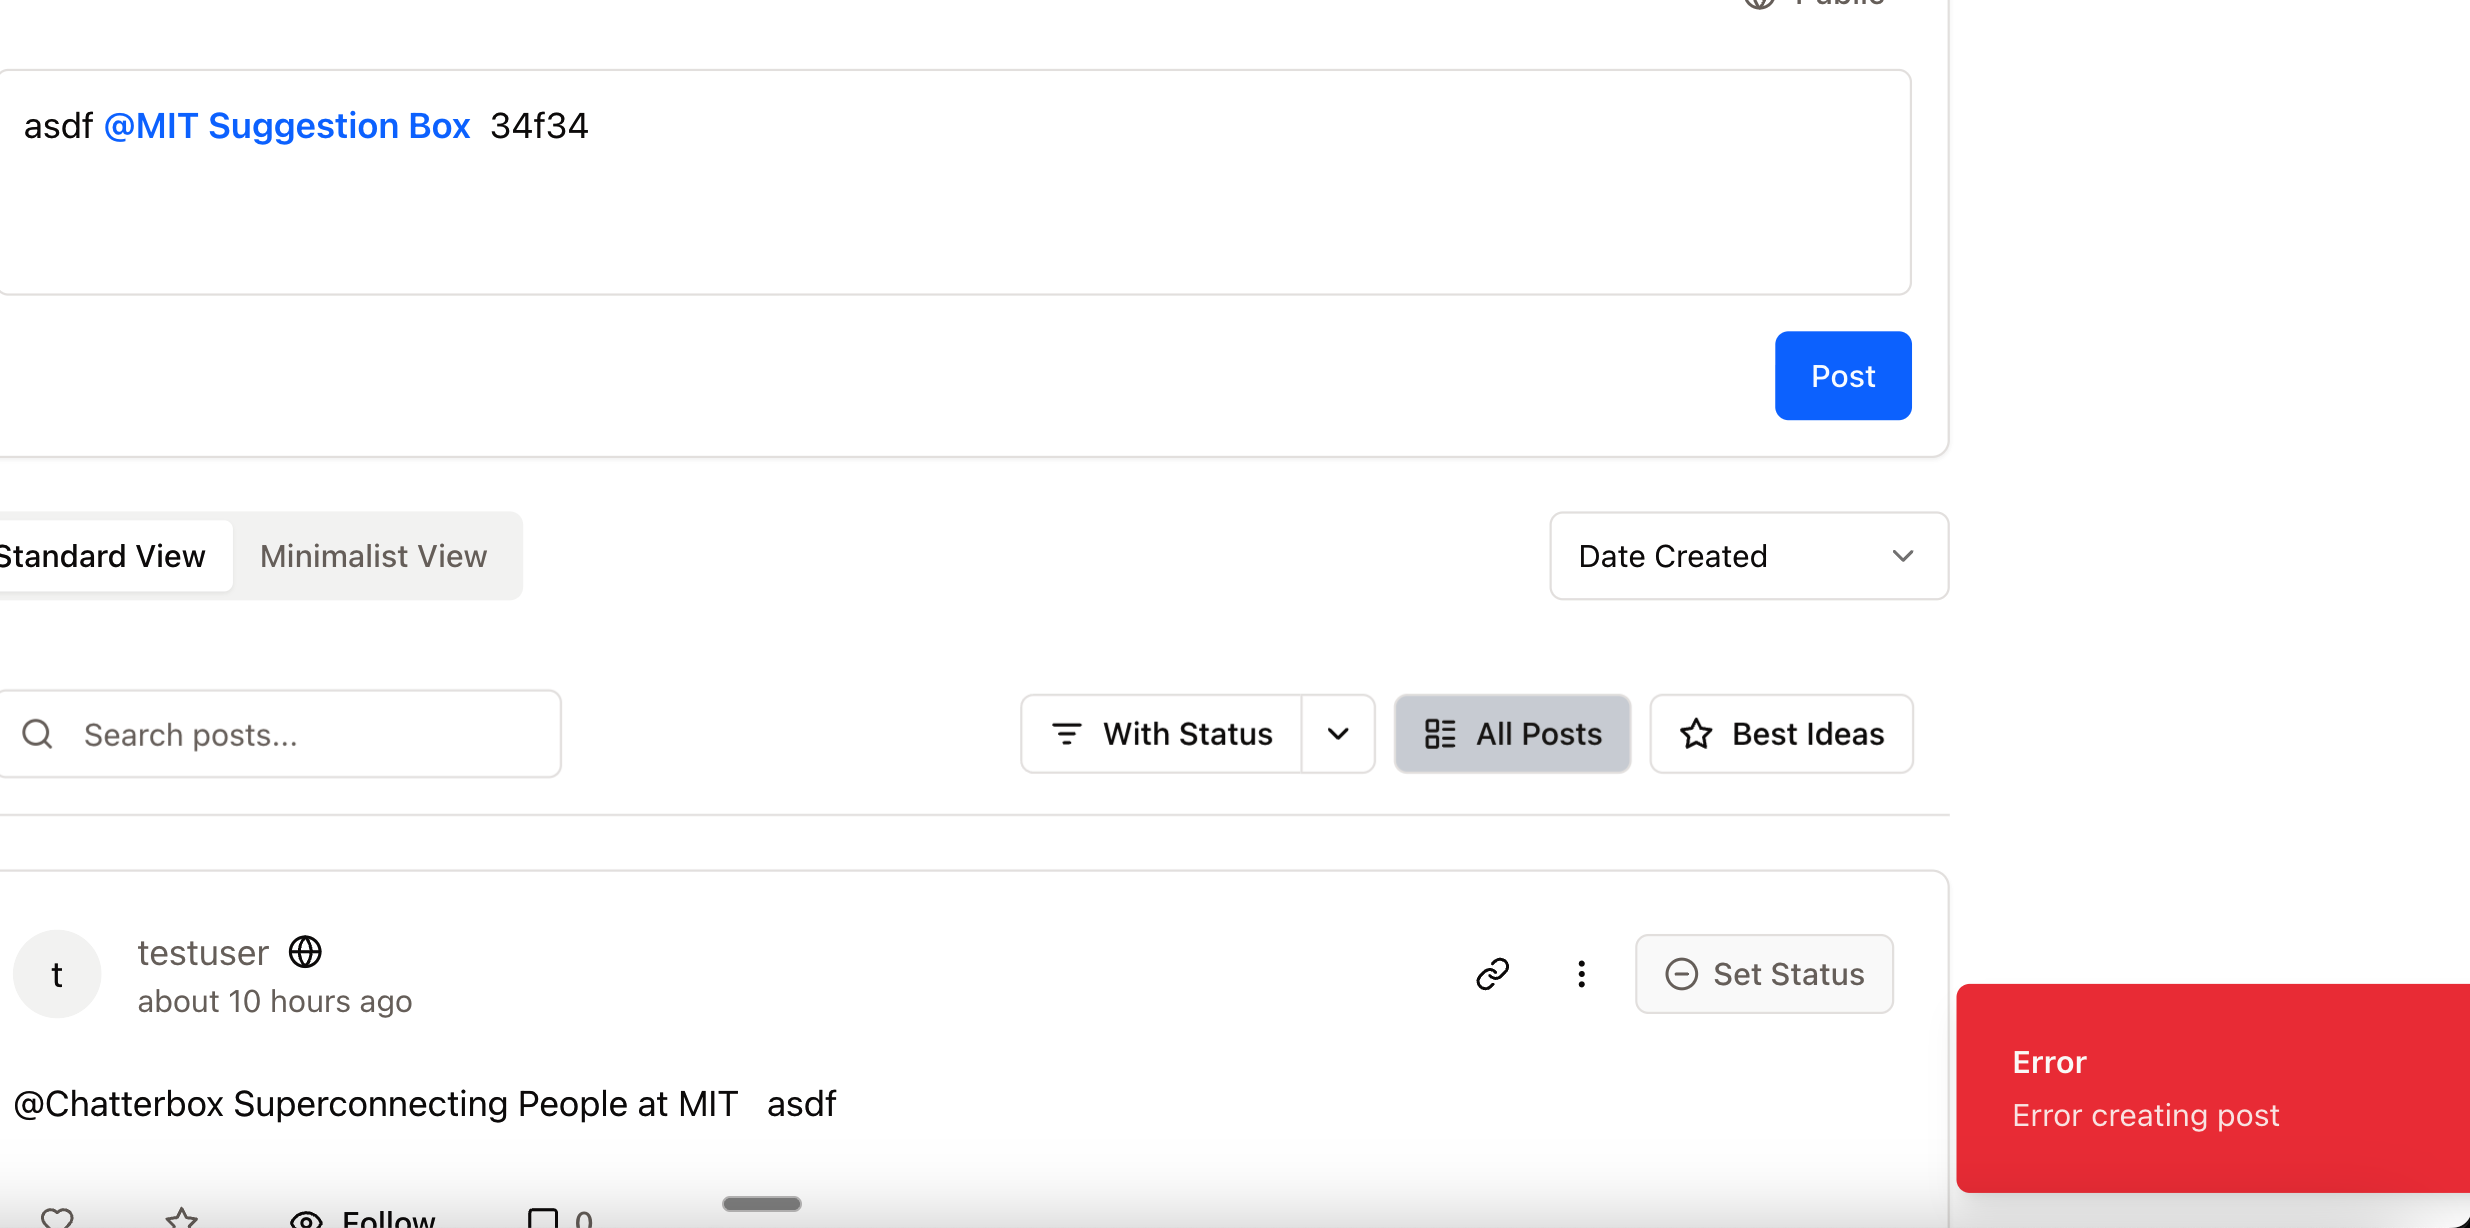 Public
asdf @MIT Suggestion Box 34f34
Post
Standard View Minimalist View
Date Created
Search posts...
With Status
All Posts
Best Ideas
t
testuser
about 10 hours ago
Set Status
@Chatterbox Superconnecting People at MIT asdf
Follow
0
Error
Error creating post